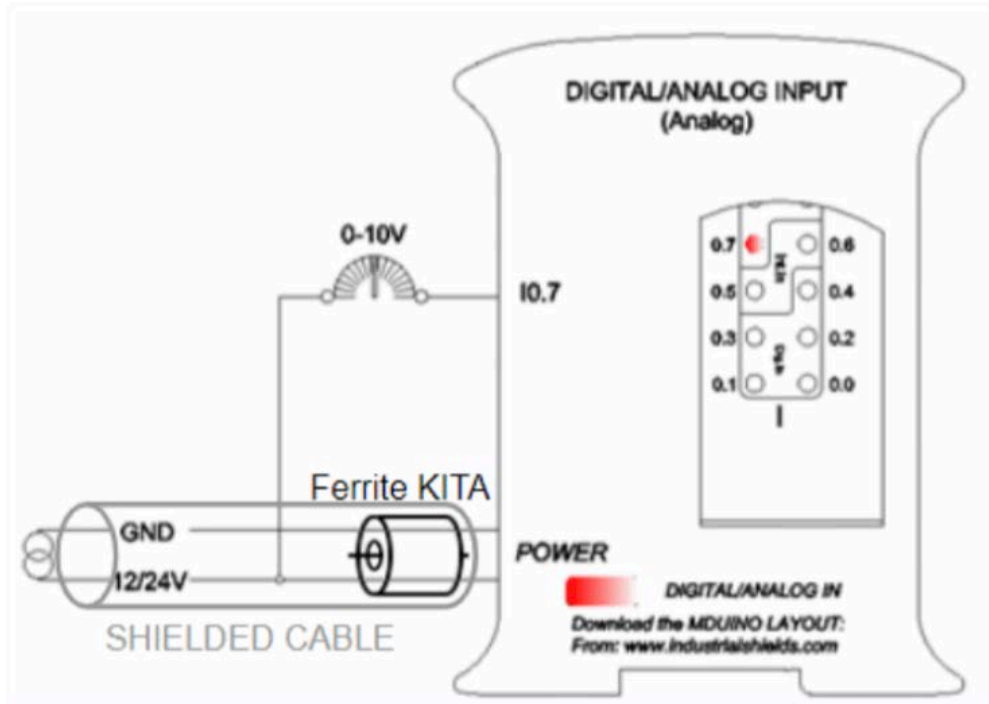 DIGITAL/ANALOG INPUT
(Analog)
0-10V
I0.7
0.7
0.6
0.5
0.4
0.3
0.2
0.1
0.0
I
Ferrite KITA
GND
12/24V
POWER
SHIELDED CABLE
DIGITAL/ANALOG IN
Download the MDUINO LAYOUT:
From: www.industrialshields.com